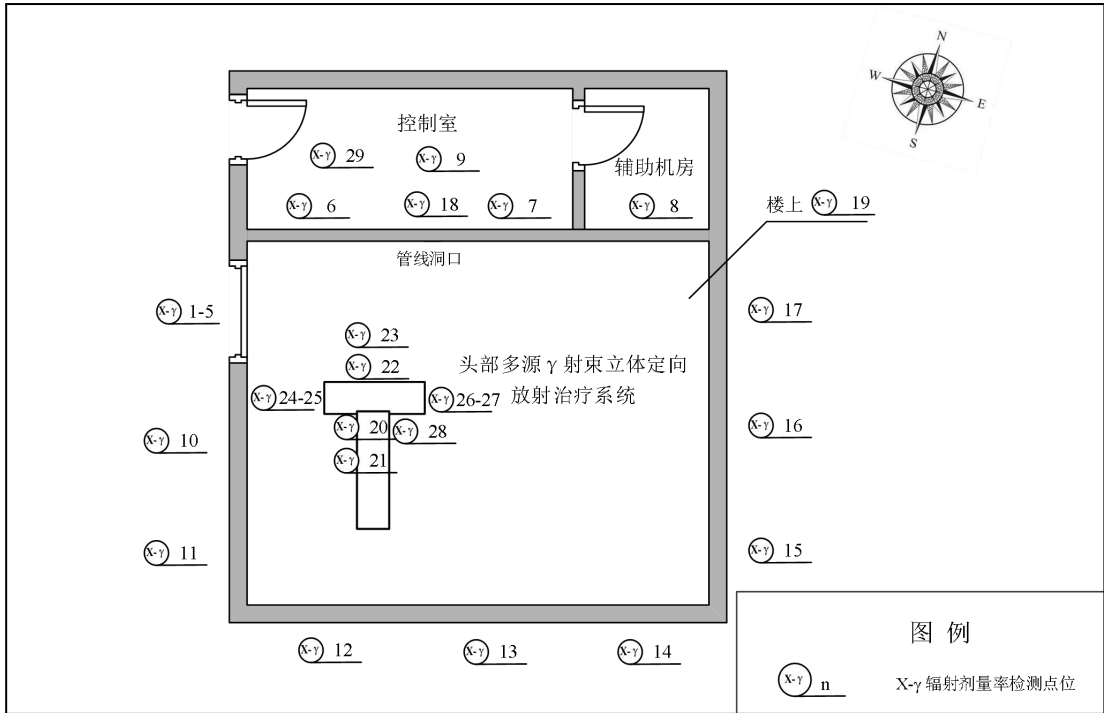 N
W
E
S
控制室
X-γ 29
X-γ 9
辅助机房
X-γ 6
X-γ 18
X-γ 7
X-γ 8
楼上 X-γ 19
管线洞口
X-γ 1-5
X-γ 17
X-γ 23
X-γ 22
头部多源γ射束立体定向
放射治疗系统
X-γ 24-25
X-γ 26-27
X-γ 20
X-γ 28
X-γ 16
X-γ 10
X-γ 21
X-γ 11
X-γ 15
X-γ 12
X-γ 13
X-γ 14
图 例
X-γ n
X-γ辐射剂量率检测点位